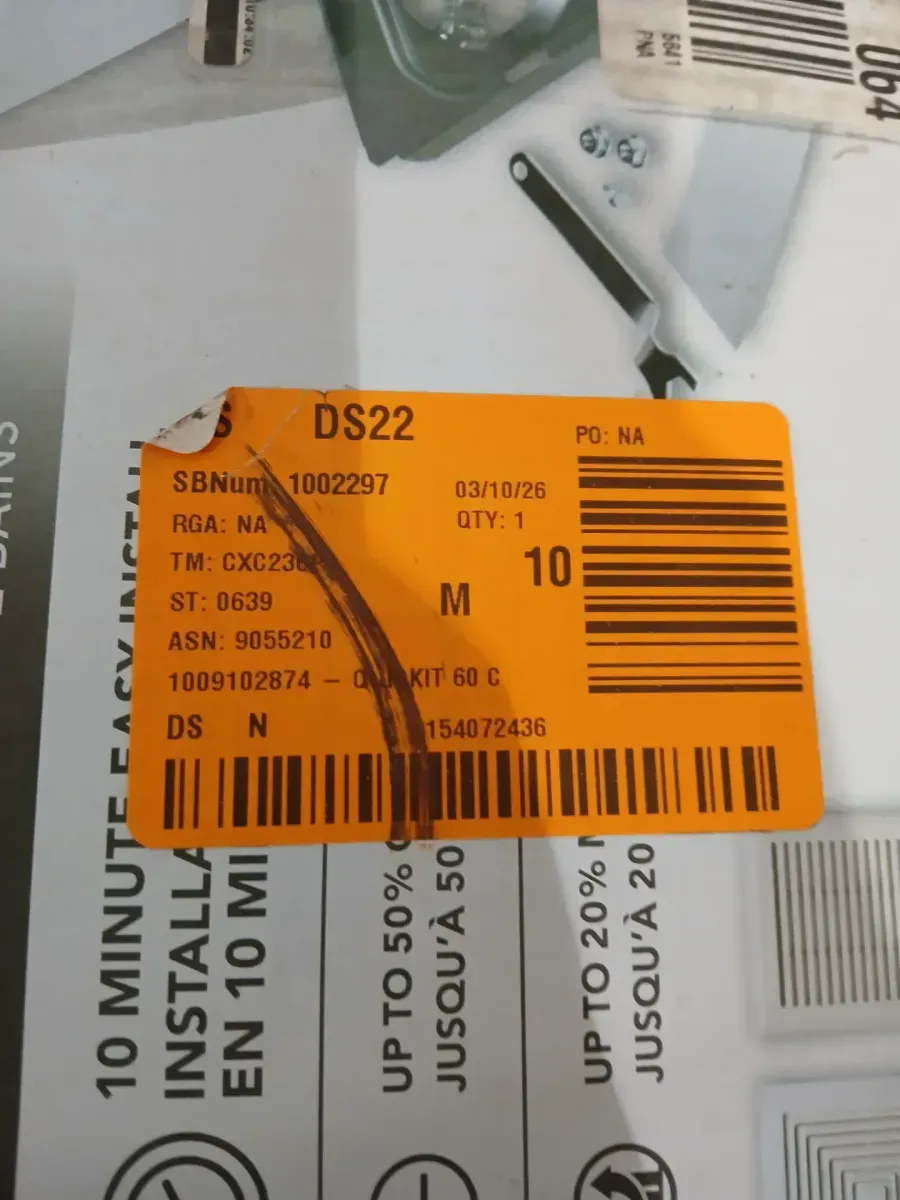 5641
PNA
064
DS22
PO: NA
SBNum 1002297
03/10/26
RGA: NA
QTY: 1
TM:
10
ST: 0639
M
ASN: 9055210
1009102874 – KIT 60 C
DS N
154072436
10 MINUTE EASY
INSTALLA
EN 10 MI
UP TO 50%
JUSQU'À 50
UP TO 20%
JUSQU'À 20